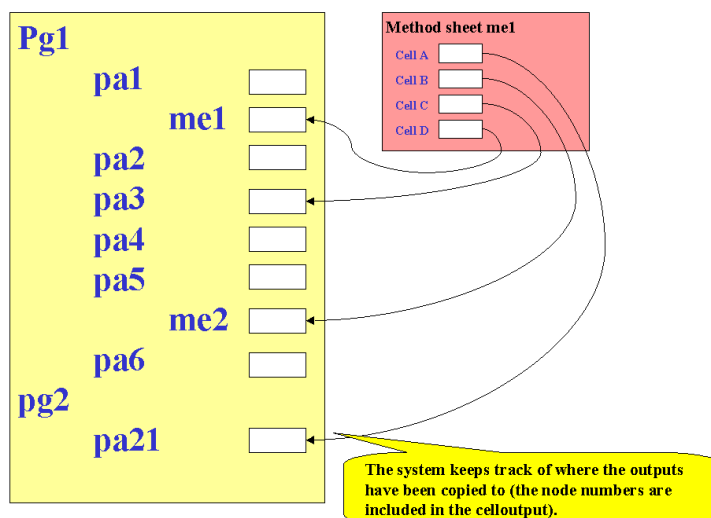 Pg1
pa1
me1
pa2
pa3
pa4
pa5
me2
pa6
pg2
pa21
Method sheet me1
Cell A
Cell B
Cell C
Cell D
The system keeps track of where the outputs
have been copied to (the node numbers are
included in the celloutput).